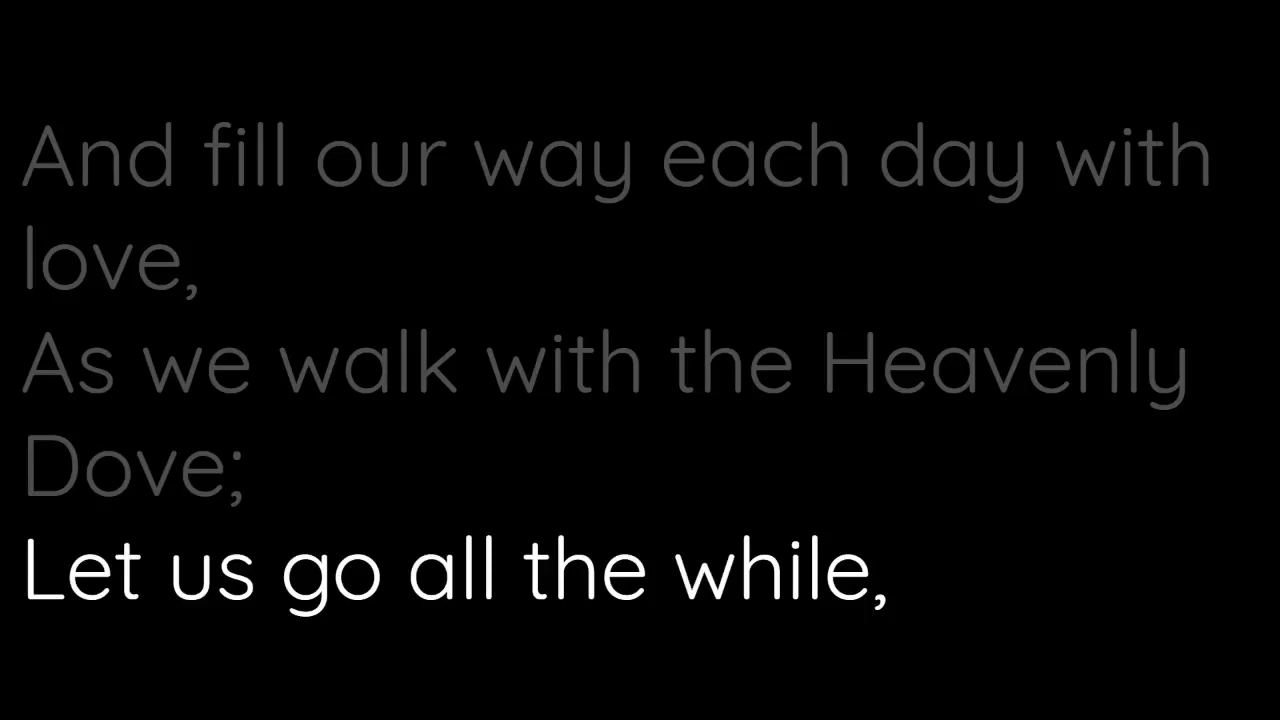 And fill our way each day with
love,
As we walk with the Heavenly
Dove;
Let us go all the while,